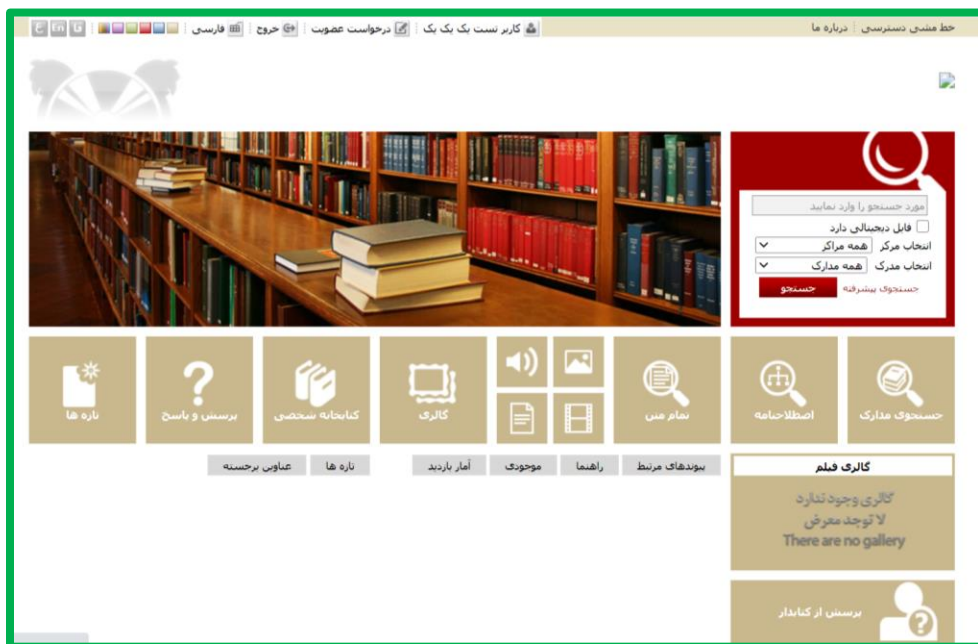 خط مشی دسترسی درباره ما
کاربر تست یک یک یک درخواست عضویت خروج فارسی فا En ع
مورد جستجو را وارد نمایید
فایل دیجیتالی دارد
انتخاب مرکز همه مراکز
انتخاب مدرک همه مدارک
جستجوی پیشرفته جستجو
جستجوی مدارک
اصطلاحنامه
تمام متن
گالری
کتابخانه شخصی
پرسش و پاسخ
تازه ها
پیوندهای مرتبط راهنما موجودی آمار بازدید تازه ها عناوین برجسته
گالری فیلم
گالری وجود ندارد
لا توجد معرض
There are no gallery
پرسش از کتابدار